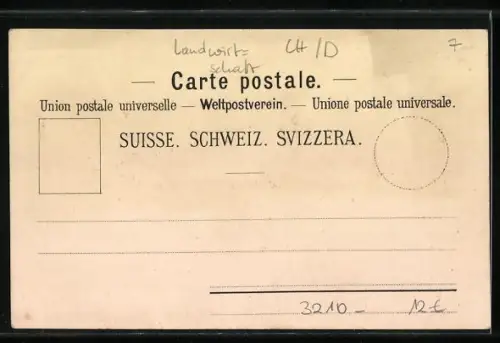 Landwirt= CH/D 7
schaft
— Carte postale. —
Union postale universelle — Weltpostverein. — Unione postale universale.
SUISSE. SCHWEIZ. SVIZZERA.
3210- 12€